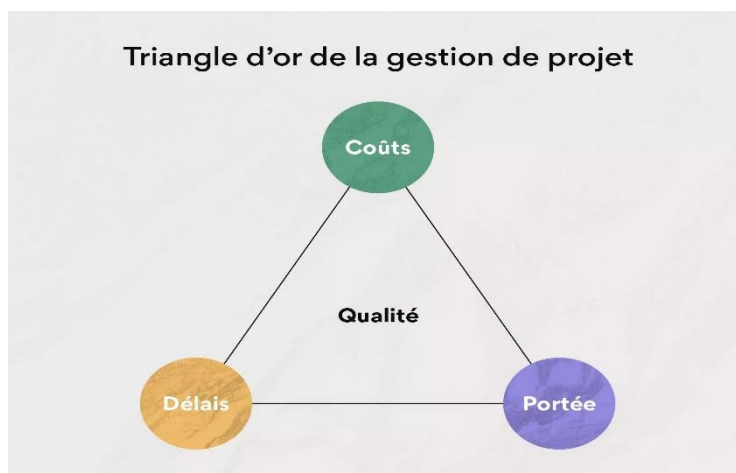 Triangle d’or de la gestion de projet
Coûts
Qualité
Délais
Portée